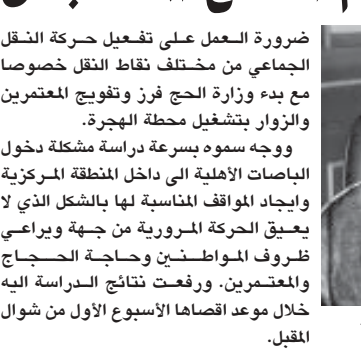 ضرورة العمل على تفعيل حركة النقل
الجماعي من مختلف نقاط النقل خصوصا
مع بدء وزارة الحج فرز وتفويج المعتمرين
والزوار بتشغيل محطة الهجرة.
ووجه سموه بسرعة دراسة مشكلة دخول
الباصات الأهلية الى داخل المنطقة المركزية
وايجاد المواقف المناسبة لها بالشكل الذي لا
يعيق الحركة المرورية من جهة ويراعي
ظروف المواطنين وحاجة الحجاج
والمعتمرين. ورفعت نتائج الدراسة اليه
خلال موعد اقصاها الأسبوع الأول من شوال
المقبل.